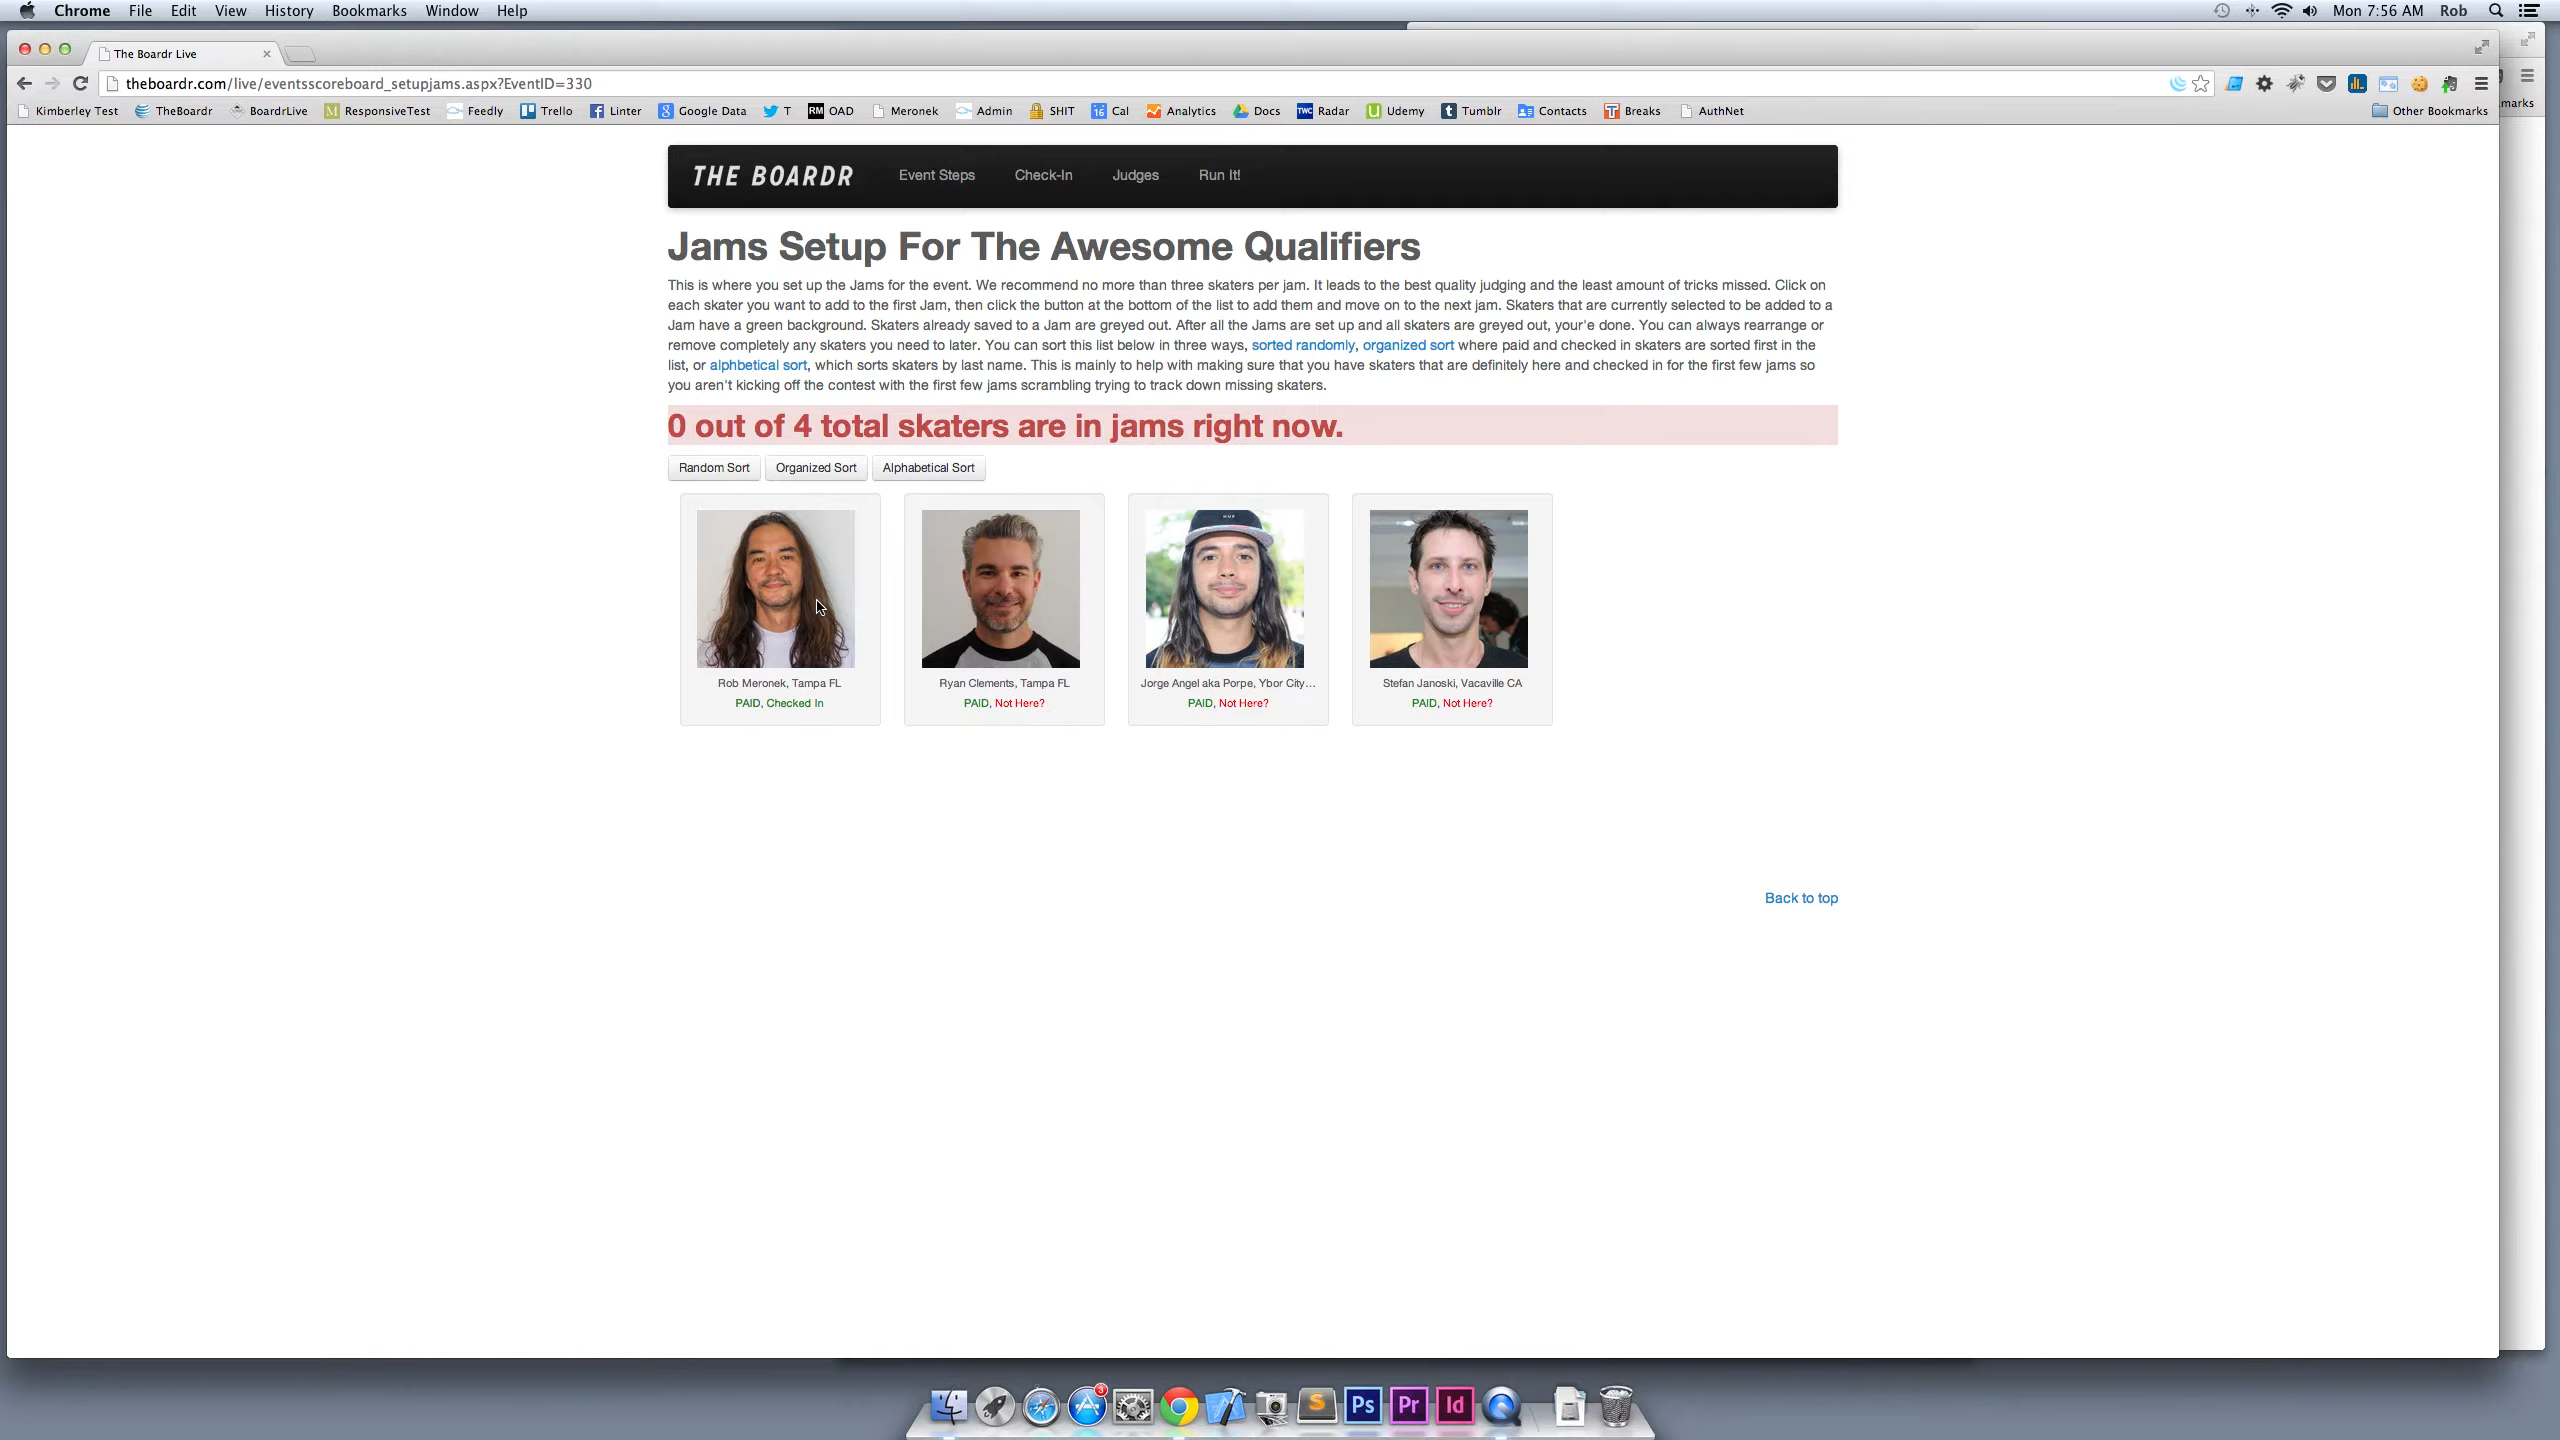 Chrome File Edit View History Bookmarks Window Help Mon 7:56 AM Rob
The Boardr Live
theboardr.com/live/eventsscoreboard_setupjams.aspx?EventID=330
Kimberley Test TheBoardr BoardrLive M ResponsiveTest Feedly Trello Linter 8 Google Data T RM OAD Meronek Admin SHIT 16 Cal Analytics Docs TWC Radar U Udemy t Tumblr Contacts T Breaks AuthNet Other Bookmarks marks
THE BOARDR Event Steps Check-In Judges Run It!
Jams Setup For The Awesome Qualifiers
This is where you set up the Jams for the event. We recommend no more than three skaters per jam. It leads to the best quality judging and the least amount of tricks missed. Click on
each skater you want to add to the first Jam, then click the button at the bottom of the list to add them and move on to the next jam. Skaters that are currently selected to be added to a
Jam have a green background. Skaters already saved to a Jam are greyed out. After all the Jams are set up and all skaters are greyed out, your'e done. You can always rearrange or
remove completely any skaters you need to later. You can sort this list below in three ways, sorted randomly, organized sort where paid and checked in skaters are sorted first in the
list, or alphbetical sort, which sorts skaters by last name. This is mainly to help with making sure that you have skaters that are definitely here and checked in for the first few jams so
you aren't kicking off the contest with the first few jams scrambling trying to track down missing skaters.
0 out of 4 total skaters are in jams right now.
Random Sort Organized Sort Alphabetical Sort
HUF
Rob Meronek, Tampa FL Ryan Clements, Tampa FL Jorge Angel aka Porpe, Ybor City... Stefan Janoski, Vacaville CA
PAID, Checked In PAID, Not Here? PAID, Not Here? PAID, Not Here?
Back to top
3 S Ps Pr Id